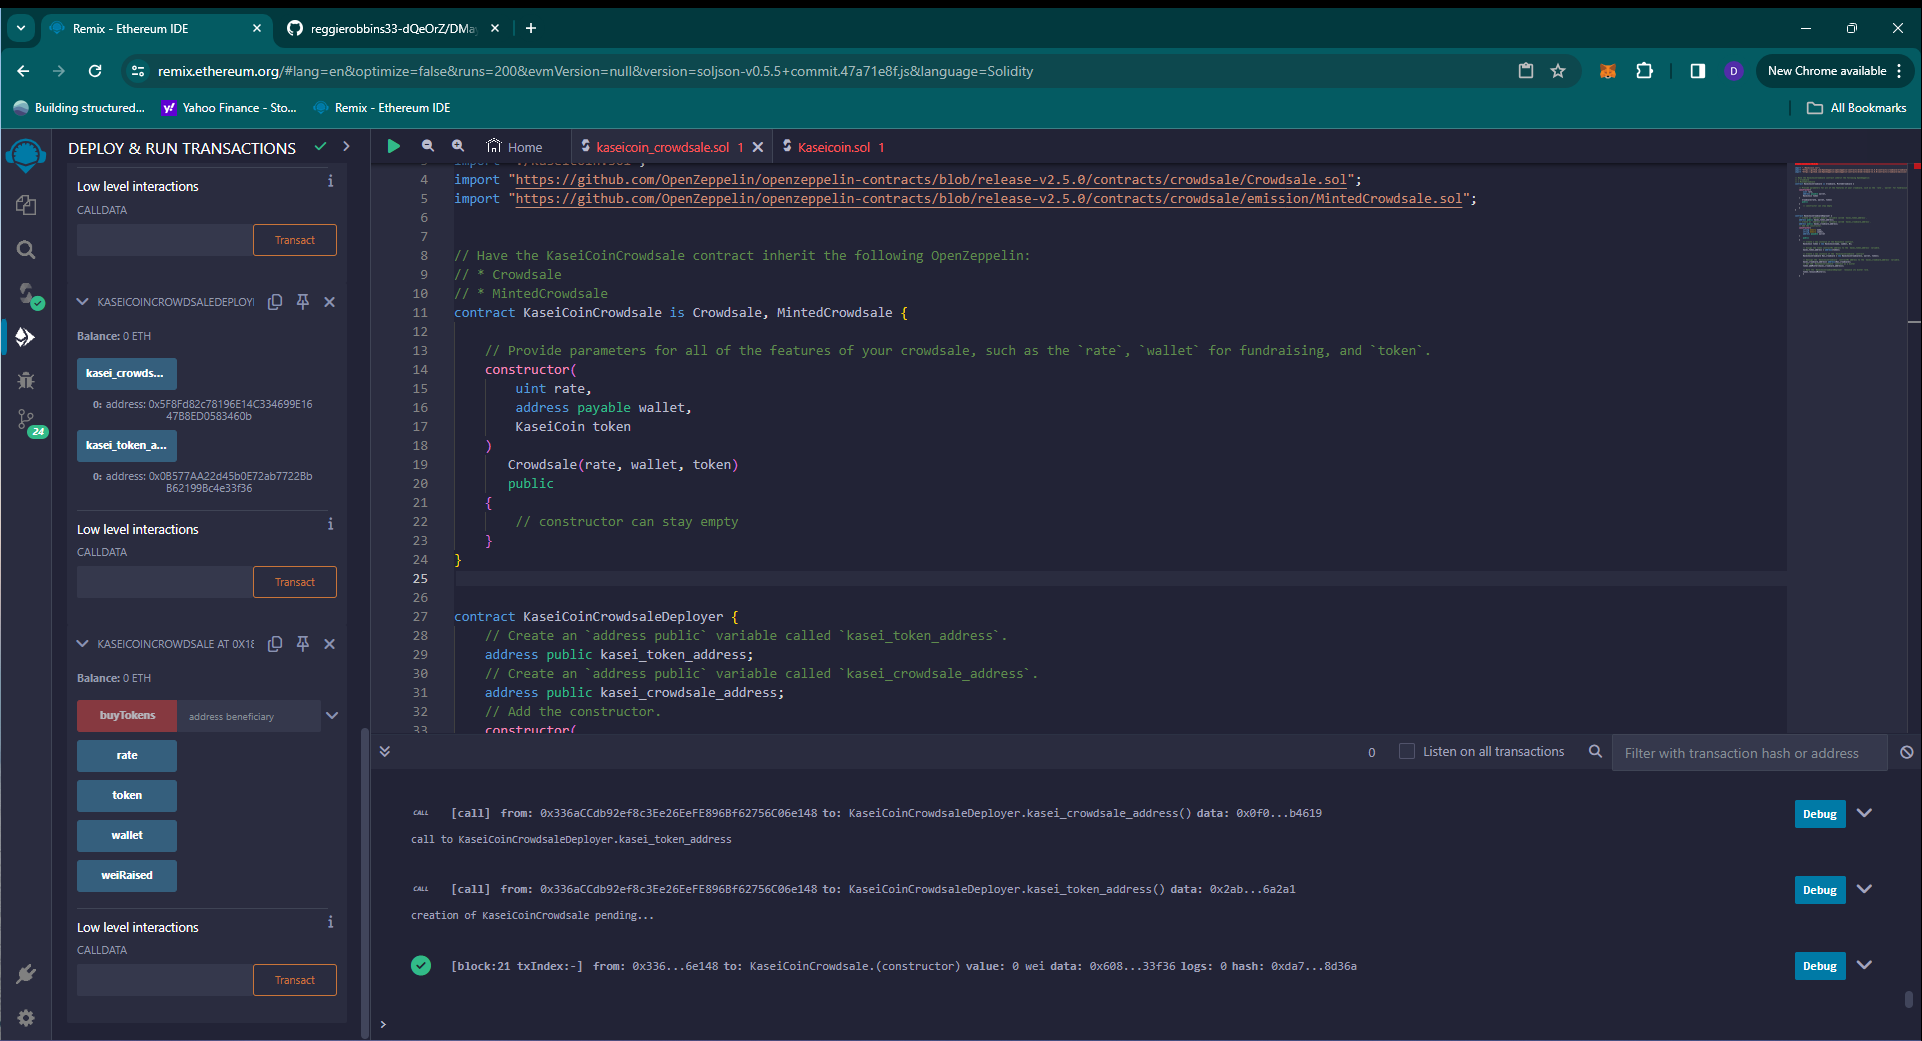 Remix - Ethereum IDE
reggierobbins33-dQeOrZ/DMa
remix.ethereum.org/#lang=en&optimize=false&runs=200&evmVersion=null&version=soljson-v0.5.5+commit.47a71e8f.js&language=Solidity
D
New Chrome available
Building structured...
Yahoo Finance - Sto...
Remix - Ethereum IDE
All Bookmarks
DEPLOY & RUN TRANSACTIONS
Home
kaseicoin_crowdsale.sol 1
Kaseicoin.sol 1
Low level interactions
CALLDATA
Transact
KASEICOINCROWDSALEDEPLOYI
Balance: 0 ETH
kasei_crowds...
0: address: 0x5F8Fd82c78196E14C334699E16
47B8ED0583460b
kasei_token_a...
0: address: 0x0B577AA22d45b0E72ab7722Bb
B62199Bc4e33f36
Low level interactions
CALLDATA
Transact
KASEICOINCROWDSALE AT 0X18
Balance: 0 ETH
buyTokens
address beneficiary
rate
token
wallet
weiRaised
Low level interactions
CALLDATA
Transact
24
4 import "https://github.com/OpenZeppelin/openzeppelin-contracts/blob/release-v2.5.0/contracts/crowdsale/Crowdsale.sol";
5 import "https://github.com/OpenZeppelin/openzeppelin-contracts/blob/release-v2.5.0/contracts/crowdsale/emission/MintedCrowdsale.sol";
6
7
8 // Have the KaseiCoinCrowdsale contract inherit the following OpenZeppelin:
9 // * Crowdsale
10 // * MintedCrowdsale
11 contract KaseiCoinCrowdsale is Crowdsale, MintedCrowdsale {
12
13 // Provide parameters for all of the features of your crowdsale, such as the `rate`, `wallet` for fundraising, and `token`.
14 constructor(
15 uint rate,
16 address payable wallet,
17 KaseiCoin token
18 )
19 Crowdsale(rate, wallet, token)
20 public
21 {
22 // constructor can stay empty
23 }
24 }
25
26
27 contract KaseiCoinCrowdsaleDeployer {
28 // Create an `address public` variable called `kasei_token_address`.
29 address public kasei_token_address;
30 // Create an `address public` variable called `kasei_crowdsale_address`.
31 address public kasei_crowdsale_address;
32 // Add the constructor.
33 constructor(
0
Listen on all transactions
Filter with transaction hash or address
CALL [call] from: 0x336aCCdb92ef8c3Ee26EeFE896Bf62756C06e148 to: KaseiCoinCrowdsaleDeployer.kasei_crowdsale_address() data: 0x0f0...b4619
Debug
call to KaseiCoinCrowdsaleDeployer.kasei_token_address
CALL [call] from: 0x336aCCdb92ef8c3Ee26EeFE896Bf62756C06e148 to: KaseiCoinCrowdsaleDeployer.kasei_token_address() data: 0x2ab...6a2a1
Debug
creation of KaseiCoinCrowdsale pending...
[block:21 txIndex:-] from: 0x336...6e148 to: KaseiCoinCrowdsale.(constructor) value: 0 wei data: 0x608...33f36 logs: 0 hash: 0xda7...8d36a
Debug
>